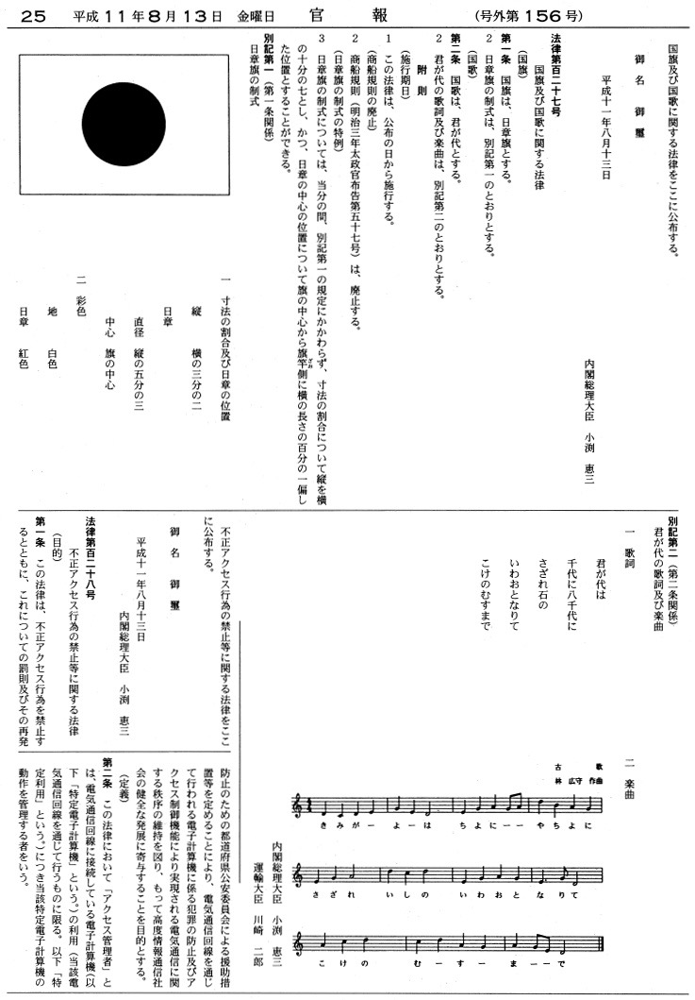 25 平成11年8月13日 金曜日 官報 (号外第156号)
国旗及び国歌に関する法律をここに公布する。
御名 御璽
平成十一年八月十三日
内閣総理大臣 小渕 恵三
法律第百二十七号
国旗及び国歌に関する法律
(国旗)
第一条 国旗は、日章旗とする。
2 日章旗の制式は、別記第一のとおりとする。
(国歌)
第二条 国歌は、君が代とする。
2 君が代の歌詞及び楽曲は、別記第二のとおりとする。
附則
(施行期日)
1 この法律は、公布の日から施行する。
(商船規則の廃止)
2 商船規則(明治三年太政官布告第五十七号)は、廃止する。
(日章旗の制式の特例)
3 日章旗の制式については、当分の間、別記第一の規定にかかわらず、寸法の割合について縦を横
の十分の七とし、かつ、日章の中心の位置について旗の中心から旗竿側に横の長さの百分の一偏し
ざお
た位置とすることができる。
別記第一(第一条関係)
日章旗の制式
一 寸法の割合及び日章の位置
縦 横の三分の二
日章
直径 縦の五分の三
中心 旗の中心
二 彩色
地 白色
日章 紅色
別記第二(第二条関係)
君が代の歌詞及び楽曲
一 歌詞
君が代は
千代に八千代に
さざれ石の
いわおとなりて
こけのむすまで
二 楽曲
古歌
林 広守 作曲
きみがーよーは ちよにーー やちよに
さざれ いしの いわおと なりて
こけの むーすー まーーで
内閣総理大臣 小渕 恵三
運輸大臣 川崎 二郎
不正アクセス行為の禁止等に関する法律をここ
に公布する。
御名 御璽
平成十一年八月十三日
内閣総理大臣 小渕 恵三
法律第百二十八号
不正アクセス行為の禁止等に関する法律
(目的)
第一条 この法律は、不正アクセス行為を禁止す
るとともに、これについての罰則及びその再発
防止のための都道府県公安委員会による援助措
置等を定めることにより、電気通信回線を通じ
て行われる電子計算機に係る犯罪の防止及びア
クセス制御機能により実現される電気通信に関
する秩序の維持を図り、もって高度情報通信社
会の健全な発展に寄与することを目的とする。
(定義)
第二条 この法律において「アクセス管理者」と
は、電気通信回線に接続している電子計算機(以
下「特定電子計算機」という。)の利用(当該電
気通信回線を通じて行うものに限る。以下「特
定利用」という。)につき当該特定電子計算機の
動作を管理する者をいう。